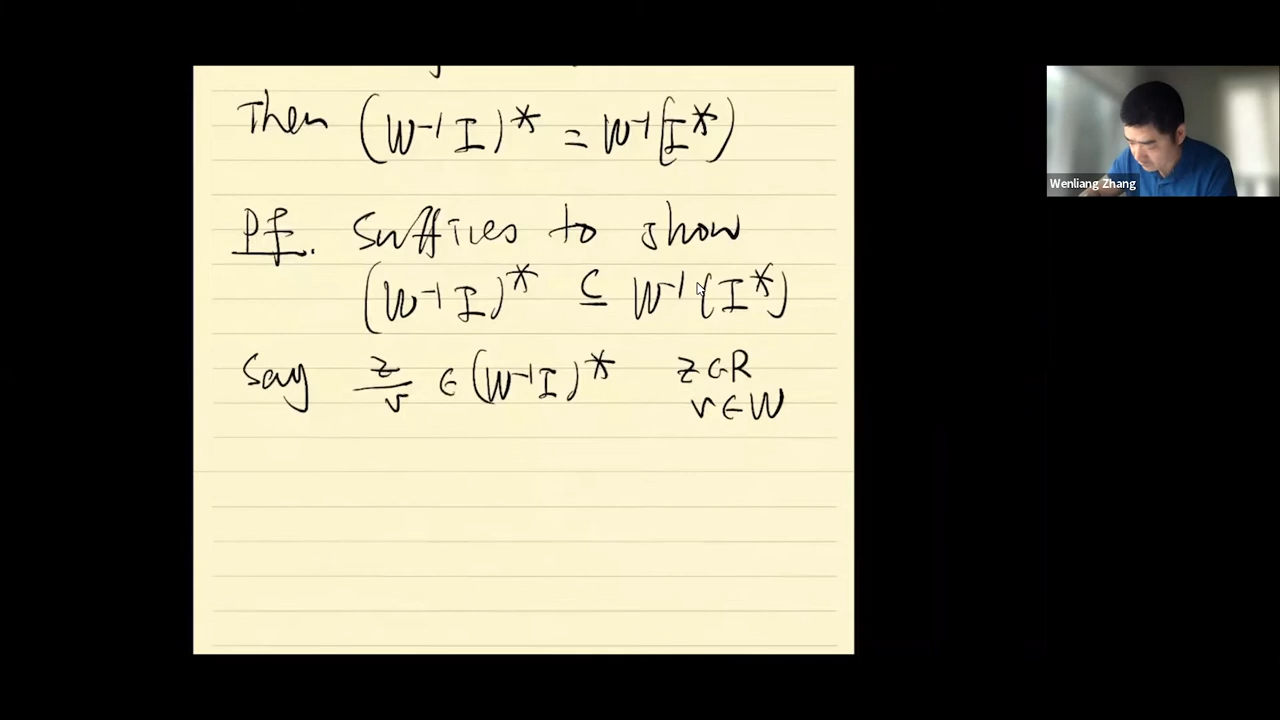 Then (W⁻¹I)* = W⁻¹(I*)
Pf. Suffices to show
(W⁻¹I)* ⊆ W⁻¹(I*)
Say z/v ∈ (W⁻¹I)* z∈R
v∈W
Wenliang Zhang